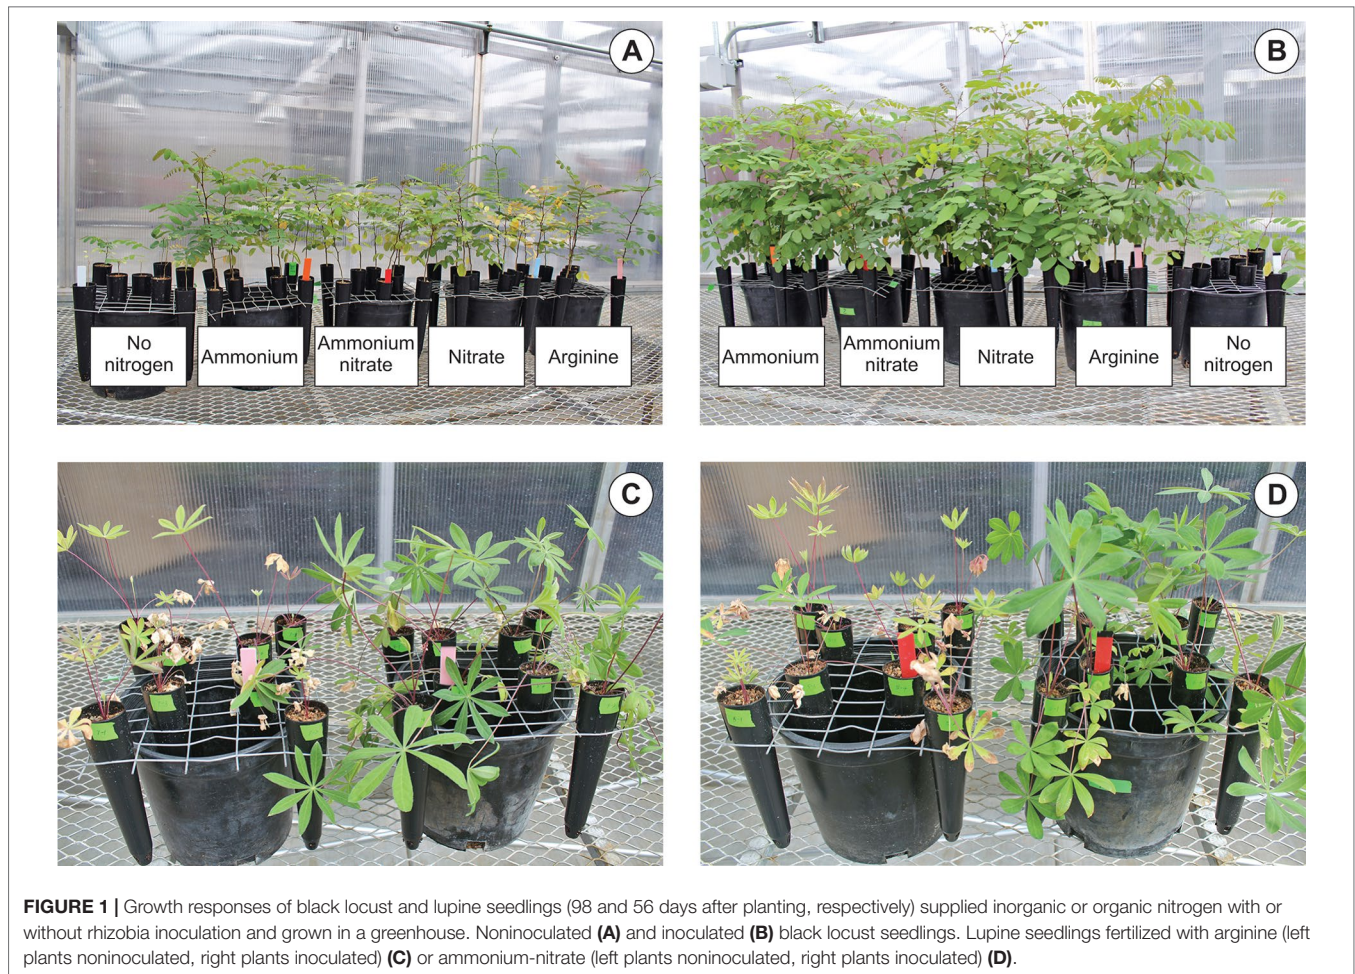 A
B
No
nitrogen
Ammonium
Ammonium
nitrate
Nitrate
Arginine
Ammonium
Ammonium
nitrate
Nitrate
Arginine
No
nitrogen
C
D
FIGURE 1 | Growth responses of black locust and lupine seedlings (98 and 56 days after planting, respectively) supplied inorganic or organic nitrogen with or
without rhizobia inoculation and grown in a greenhouse. Noninoculated (A) and inoculated (B) black locust seedlings. Lupine seedlings fertilized with arginine (left
plants noninoculated, right plants inoculated) (C) or ammonium-nitrate (left plants noninoculated, right plants inoculated) (D).